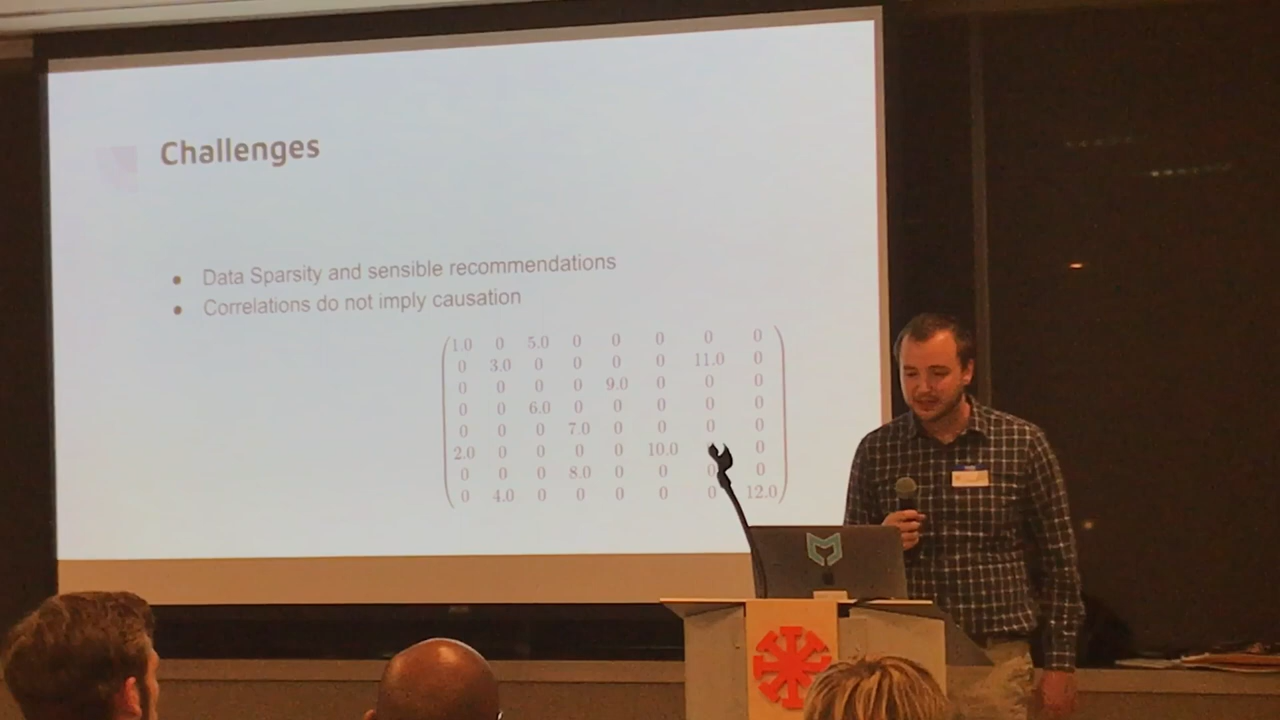 Challenges
Data Sparsity and sensible recommendations
Correlations do not imply causation
1.0 0 5.0 0 0 0 0 0
0 3.0 0 0 0 0 11.0 0
0 0 0 0 9.0 0 0 0
0 0 6.0 0 0 0 0 0
0 0 0 7.0 0 0 0 0
2.0 0 0 0 0 10.0 0
0 0 0 8.0 0 0 0 0
0 4.0 0 0 0 0 0 12.0